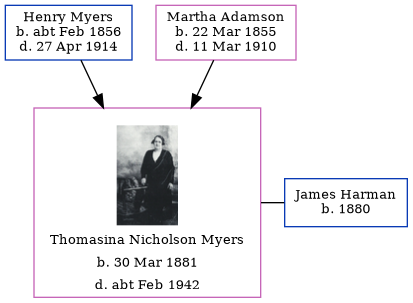 Henry Myers
b. abt Feb 1856
d. 27 Apr 1914
Martha Adamson
b. 22 Mar 1855
d. 11 Mar 1910
Thomasina Nicholson Myers
b. 30 Mar 1881
d. abt Feb 1942
James Harman
b. 1880